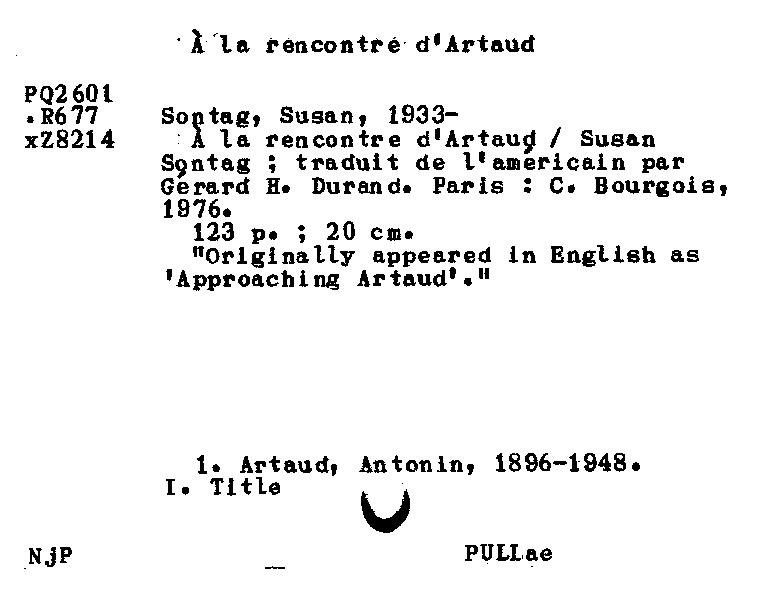 À la rencontre d'Artaud
PQ2601
.R677 Sontag, Susan, 1933-
xZ8214 À la rencontre d'Artaud / Susan
Sontag ; traduit de l'américain par
Gérard H. Durand. Paris : C. Bourgois,
1976.
123 p. ; 20 cm.
"Originally appeared in English as
'Approaching Artaud'."
1. Artaud, Antonin, 1896-1948.
I. Title
NjP PULLae